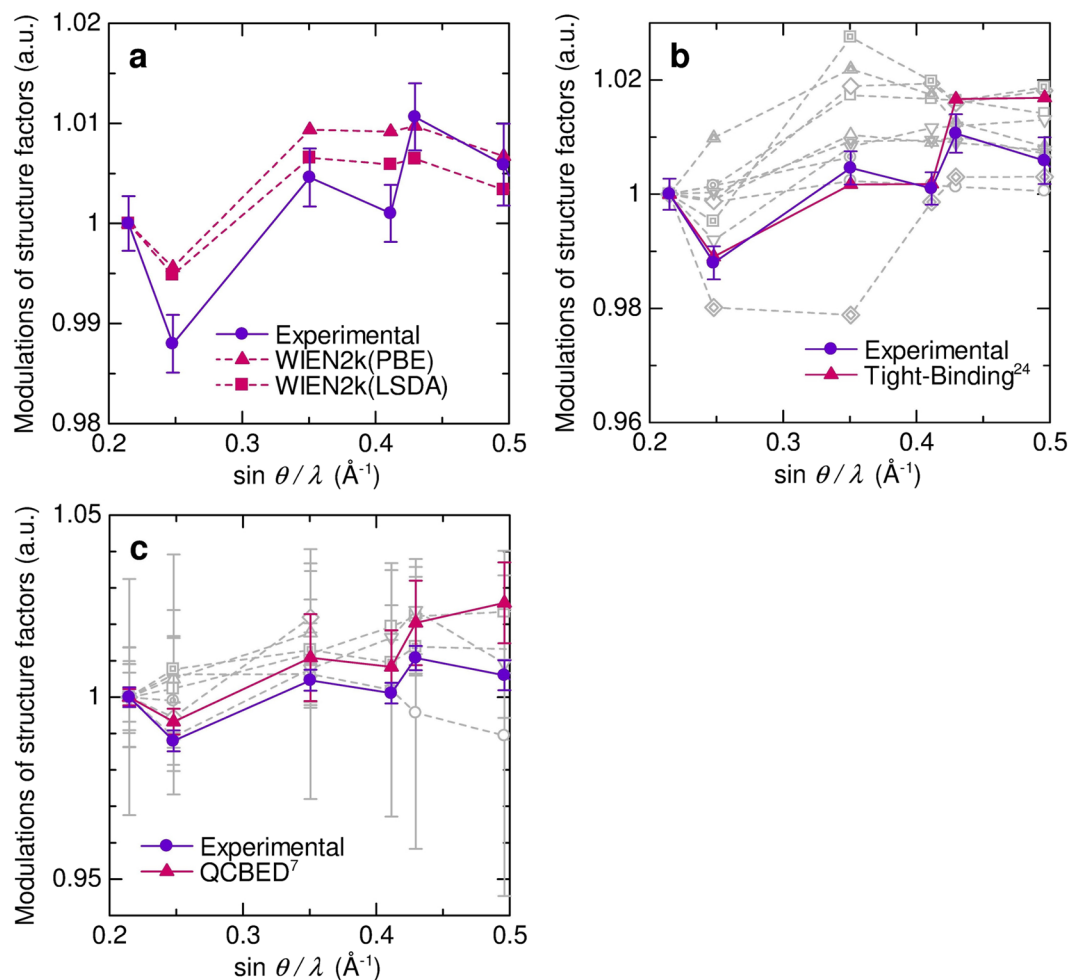 1.02
a
1.01
1
0.99
0.98
Experimental
WIEN2k(PBE)
WIEN2k(LSDA)
0.2 0.3 0.4 0.5
sin θ / λ (Å⁻¹)
Modulations of structure factors (a.u.)
b
1.02
1
0.98
0.96
Experimental
Tight-Binding²⁴
0.2 0.3 0.4 0.5
sin θ / λ (Å⁻¹)
Modulations of structure factors (a.u.)
1.05
c
1
0.95
Experimental
QCBED⁷
0.2 0.3 0.4 0.5
sin θ / λ (Å⁻¹)
Modulations of structure factors (a.u.)